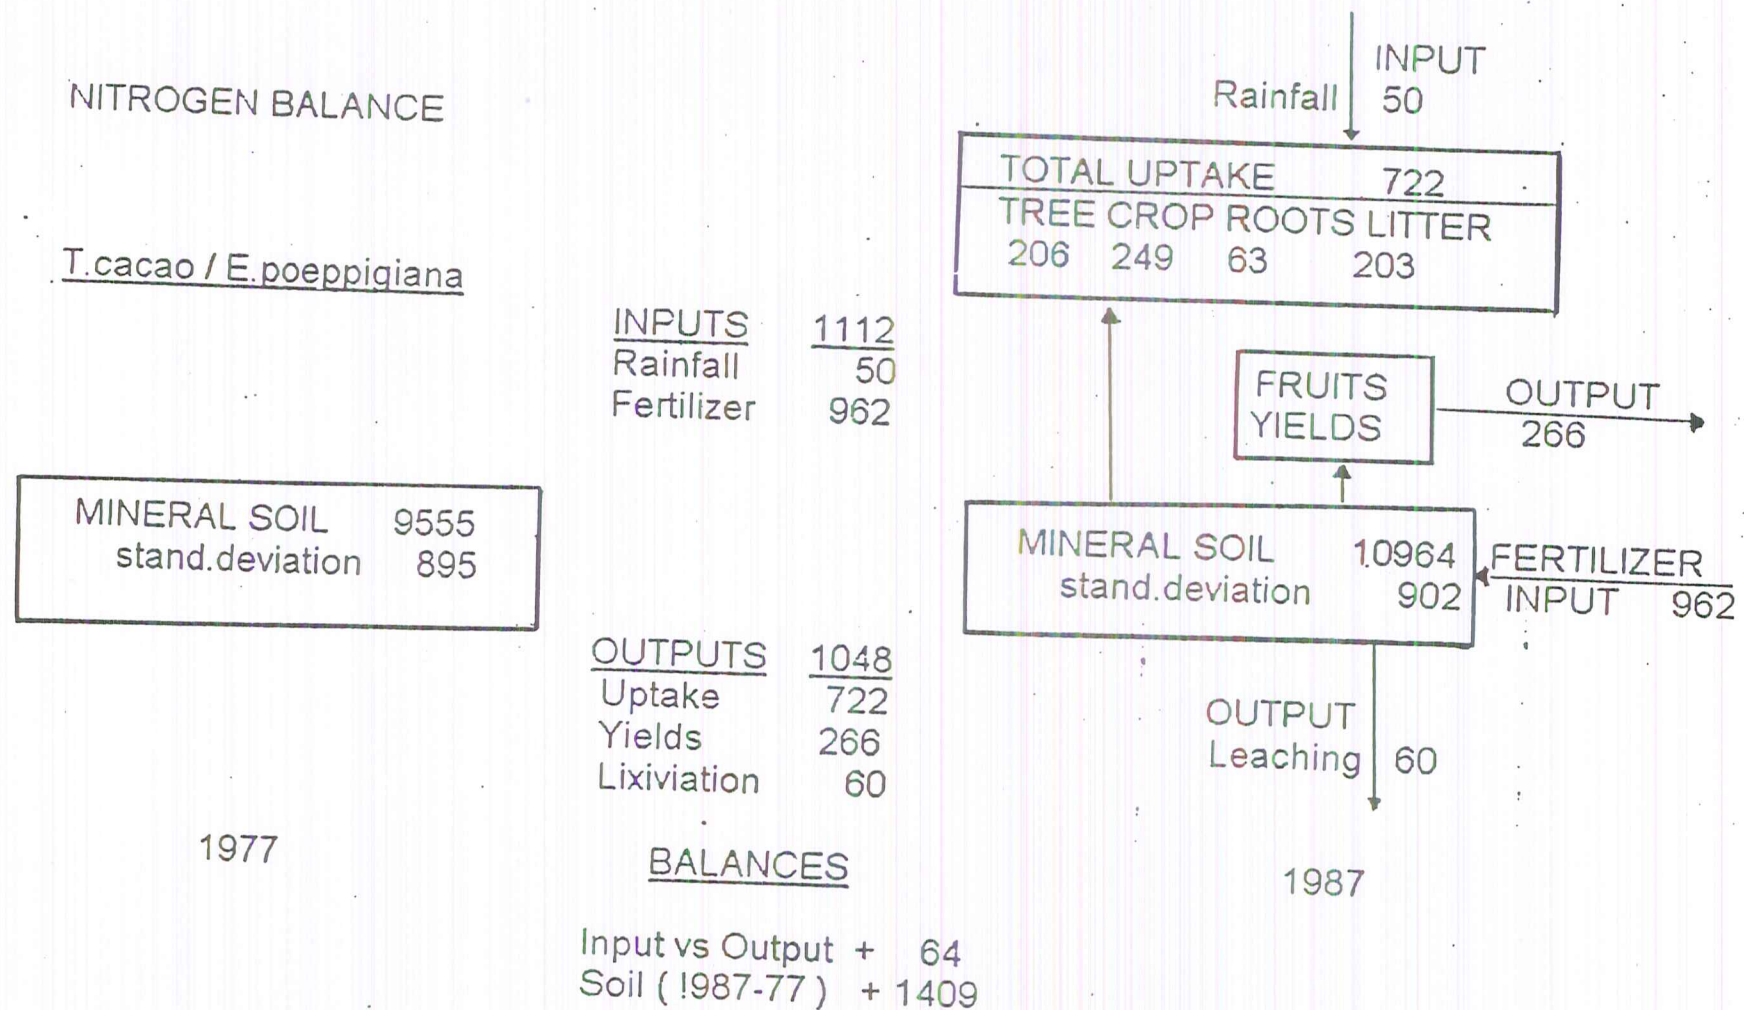 NITROGEN BALANCE
T.cacao / E.poeppigiana
MINERAL SOIL 9555
stand.deviation 895
1977
INPUTS 1112
Rainfall 50
Fertilizer 962
OUTPUTS 1048
Uptake 722
Yields 266
Lixiviation 60
BALANCES
Input vs Output + 64
Soil ( !987-77 ) + 1409
INPUT
Rainfall 50
TOTAL UPTAKE 722
TREE CROP ROOTS LITTER
206 249 63 203
FRUITS
YIELDS
OUTPUT
266
MINERAL SOIL 10964
stand.deviation 902
FERTILIZER
INPUT 962
OUTPUT
Leaching 60
1987